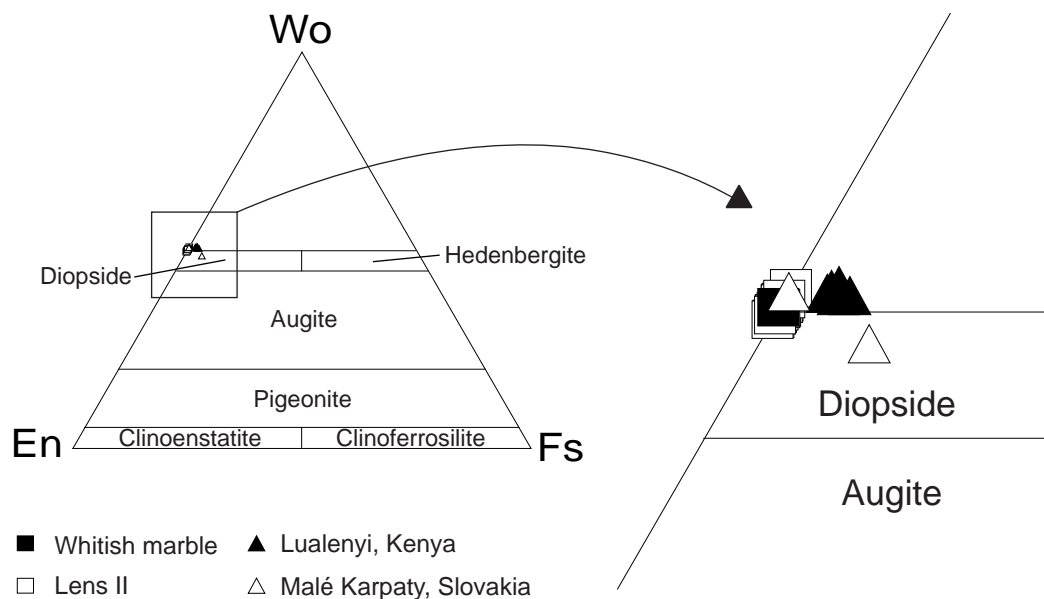 Wo
Diopside
Hedenbergite
Augite
Pigeonite
Clinoenstatite
Clinoferrosilite
En
Fs
Diopside
Augite
Whitish marble
Lualenyi, Kenya
Lens II
Malé Karpaty, Slovakia